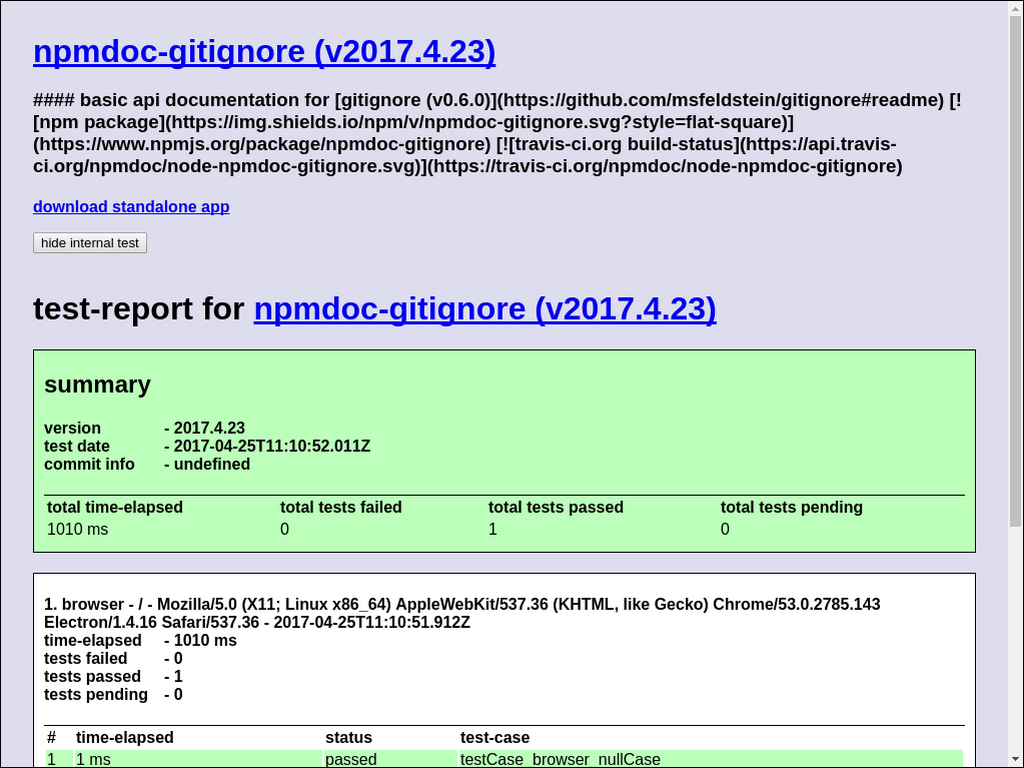 npmdoc-gitignore (v2017.4.23)
#### basic api documentation for [gitignore (v0.6.0)](https://github.com/msfeldstein/gitignore#readme) [!
[npm package](https://img.shields.io/npm/v/npmdoc-gitignore.svg?style=flat-square)]
(https://www.npmjs.org/package/npmdoc-gitignore) [![travis-ci.org build-status](https://api.travis-
ci.org/npmdoc/node-npmdoc-gitignore.svg)](https://travis-ci.org/npmdoc/node-npmdoc-gitignore)
download standalone app
hide internal test
test-report for npmdoc-gitignore (v2017.4.23)
summary
version - 2017.4.23
test date - 2017-04-25T11:10:52.011Z
commit info - undefined
total time-elapsed total tests failed total tests passed total tests pending
1010 ms 0 1 0
1. browser - / - Mozilla/5.0 (X11; Linux x86_64) AppleWebKit/537.36 (KHTML, like Gecko) Chrome/53.0.2785.143
Electron/1.4.16 Safari/537.36 - 2017-04-25T11:10:51.912Z
time-elapsed - 1010 ms
tests failed - 0
tests passed - 1
tests pending - 0
# time-elapsed status test-case
1 1 ms passed testCase_browser_nullCase